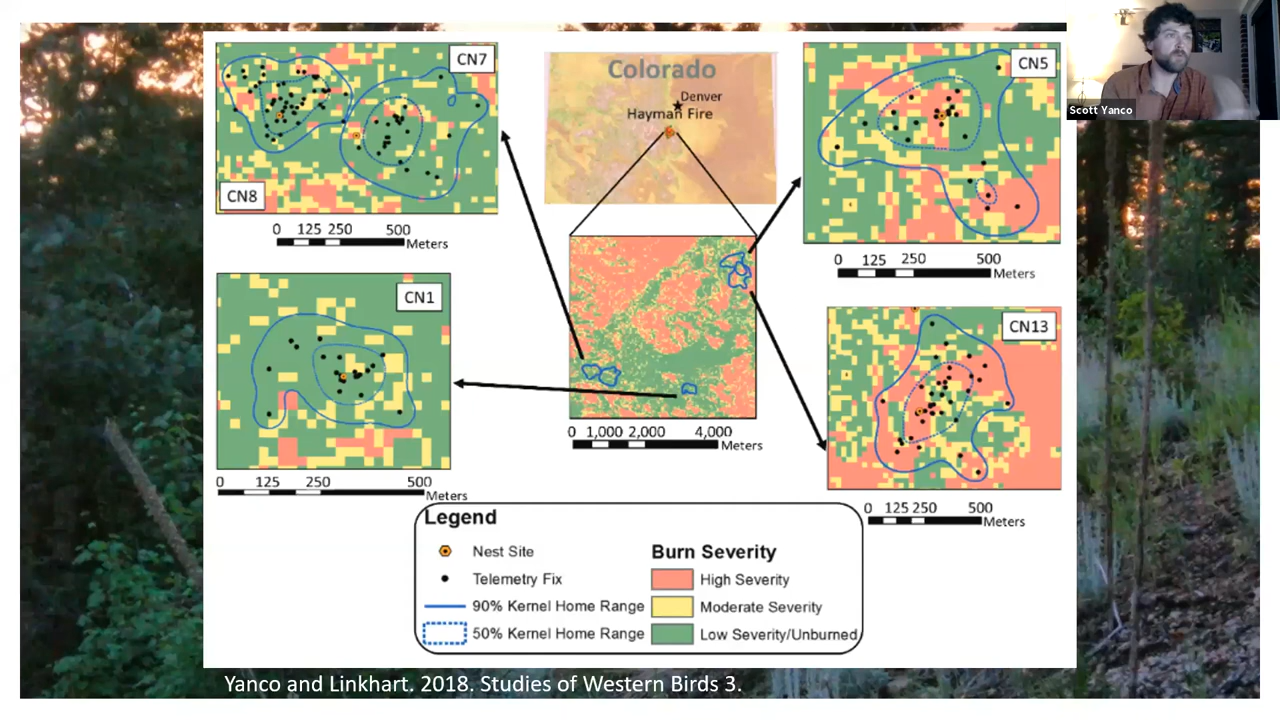 CN7
CN8
0 125 250 500
Meters
Colorado
Denver
Hayman Fire
CN5
0 125 250 500
Meters
Scott Yanco
CN1
0 125 250 500
Meters
0 1,000 2,000 4,000
Meters
CN13
0 125 250 500
Meters
Legend
Nest Site
Telemetry Fix
90% Kernel Home Range
50% Kernel Home Range
Burn Severity
High Severity
Moderate Severity
Low Severity/Unburned
Yanco and Linkhart. 2018. Studies of Western Birds 3.